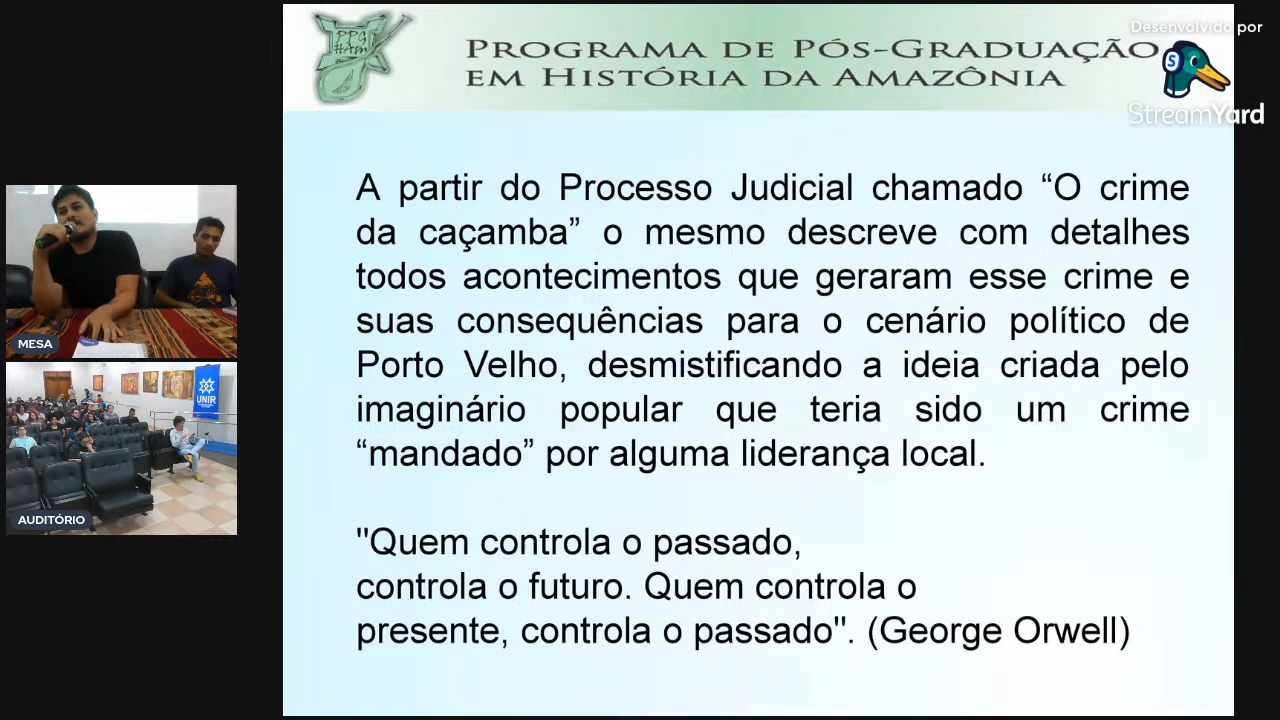 PPG
HAm
PROGRAMA DE PÓS-GRADUAÇÃO
EM HISTÓRIA DA AMAZÔNIA
Desenvolvido por
S
StreamYard
A partir do Processo Judicial chamado “O crime
da caçamba” o mesmo descreve com detalhes
todos acontecimentos que geraram esse crime e
suas consequências para o cenário político de
Porto Velho, desmistificando a ideia criada pelo
imaginário popular que teria sido um crime
“mandado” por alguma liderança local.
"Quem controla o passado,
controla o futuro. Quem controla o
presente, controla o passado". (George Orwell)
MESA
UNIR
AUDITÓRIO